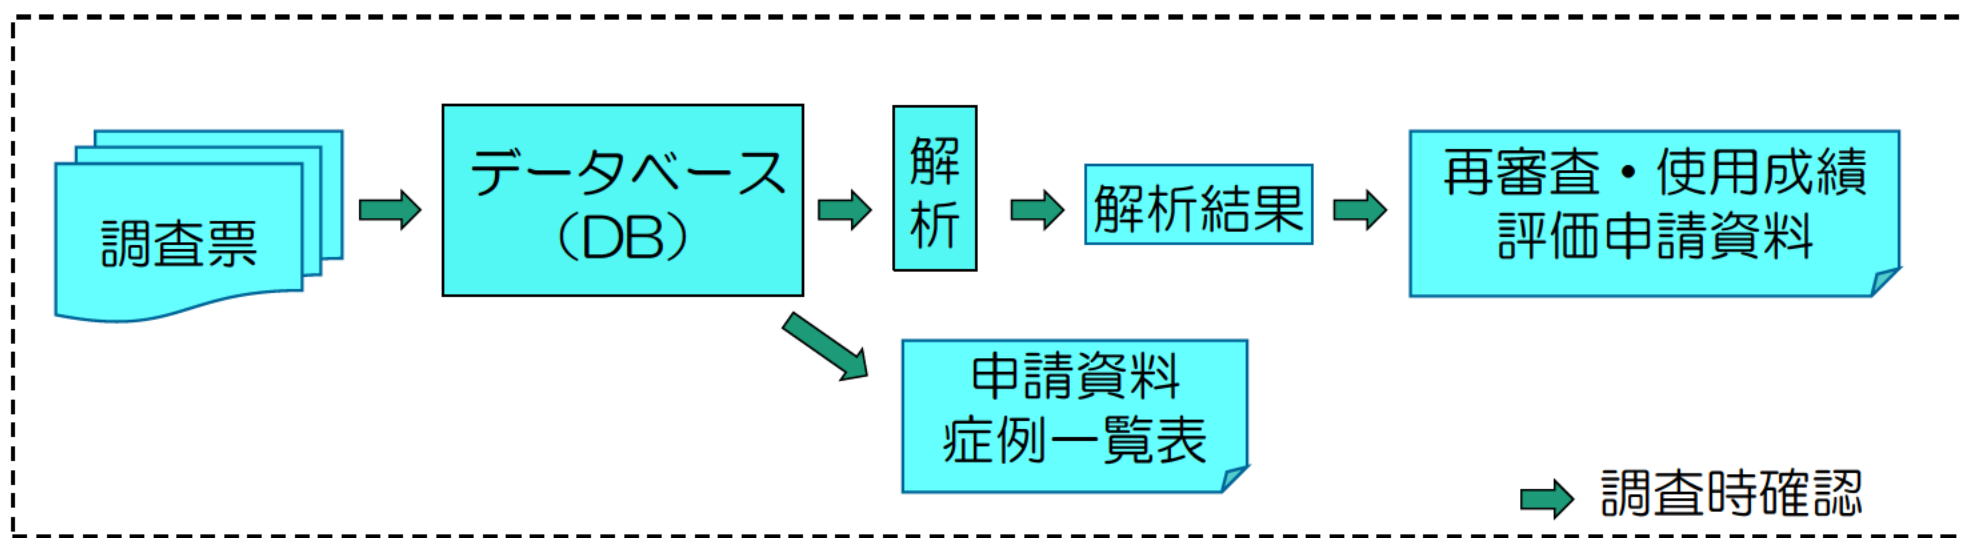 調査票
データベース
（DB）
解
析
解析結果
再審査・使用成績
評価申請資料
申請資料
症例一覧表
調査時確認